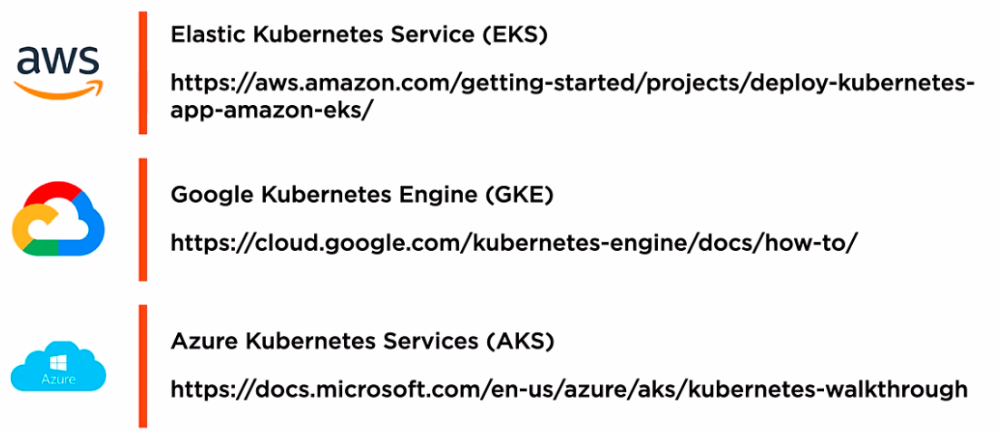 aws
Elastic Kubernetes Service (EKS)
https://aws.amazon.com/getting-started/projects/deploy-kubernetes-
app-amazon-eks/
Google Kubernetes Engine (GKE)
https://cloud.google.com/kubernetes-engine/docs/how-to/
Azure
Azure Kubernetes Services (AKS)
https://docs.microsoft.com/en-us/azure/aks/kubernetes-walkthrough